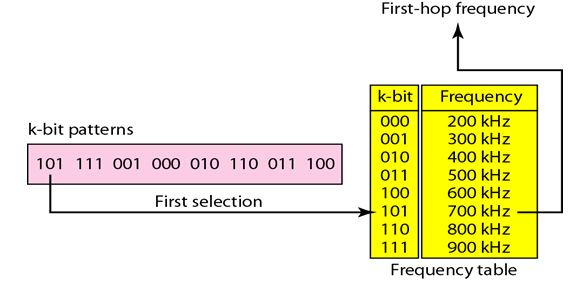 First-hop frequency
k-bit Frequency
k-bit patterns
000 200 kHz
001 300 kHz
010 400 kHz
011 500 kHz
100 600 kHz
101 700 kHz
110 800 kHz
111 900 kHz
101 111 001 000 010 110 011 100
First selection
Frequency table